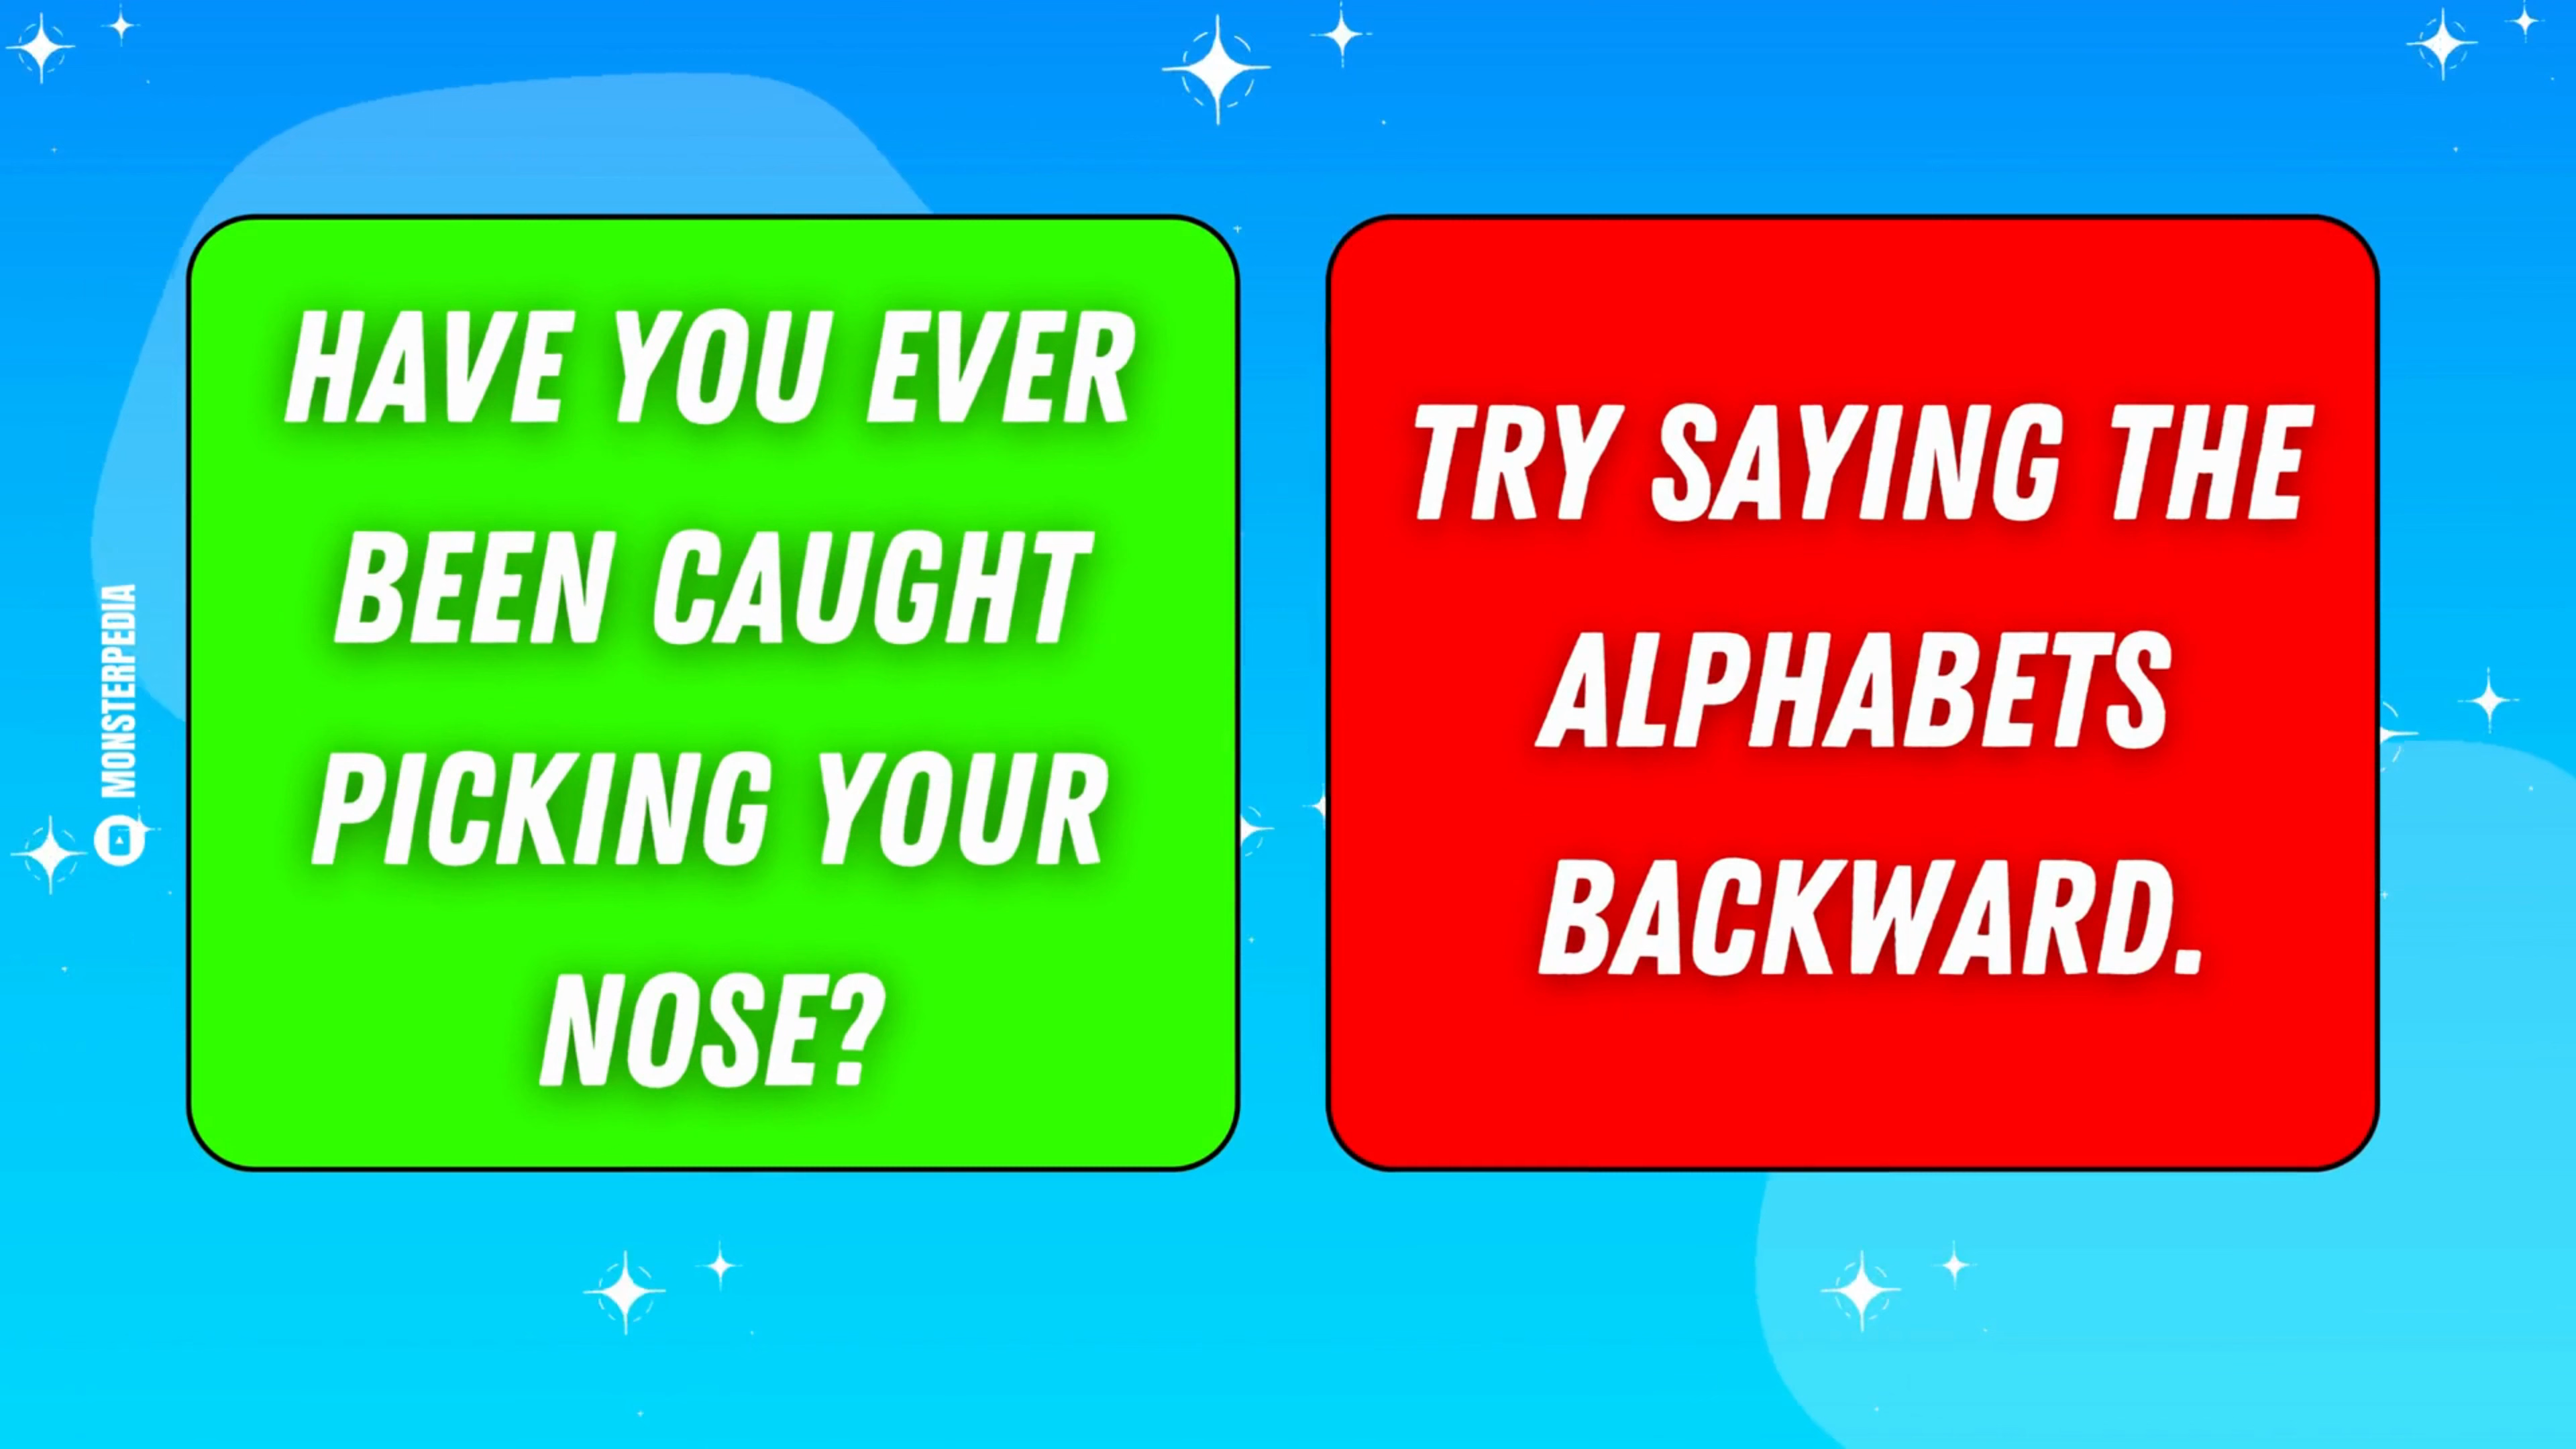 HAVE YOU EVER
BEEN CAUGHT
PICKING YOUR
NOSE?
TRY SAYING THE
ALPHABETS
BACKWARD.
MONSTERPEDIA